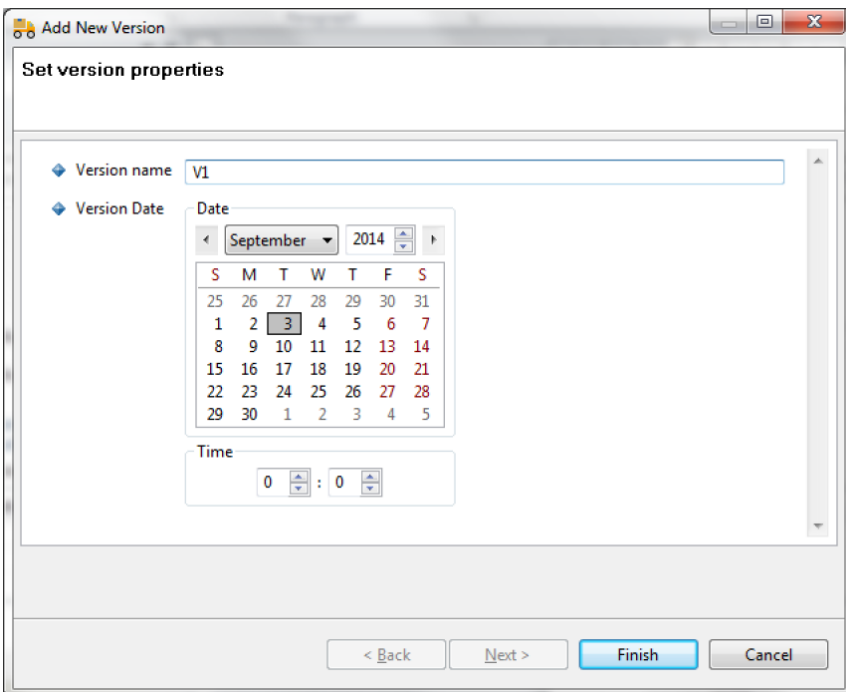 Add New Version
Set version properties
Version name V1
Version Date Date
September 2014
S M T W T F S
25 26 27 28 29 30 31
1 2 3 4 5 6 7
8 9 10 11 12 13 14
15 16 17 18 19 20 21
22 23 24 25 26 27 28
29 30 1 2 3 4 5
Time
0 : 0
< Back Next > Finish Cancel